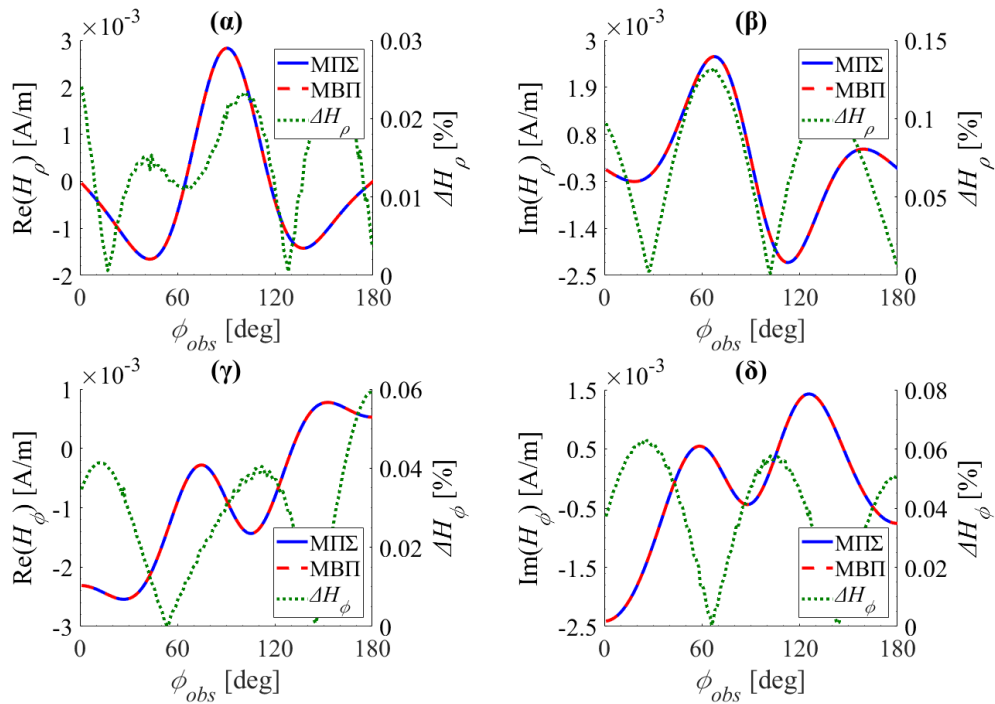 (α)
×10⁻³
3
2
1
0
-1
-2
Re(H_ρ) [A/m]
0.03
0.02
0.01
0
ΔH_ρ [%]
ΜΠΣ
ΜΒΠ
ΔH_ρ
0 60 120 180
ϕ_obs [deg]
(β)
×10⁻³
3
1.9
0.8
-0.3
-1.4
-2.5
Im(H_ρ) [A/m]
0.15
0.1
0.05
0
ΔH_ρ [%]
ΜΠΣ
ΜΒΠ
ΔH_ρ
0 60 120 180
ϕ_obs [deg]
(γ)
×10⁻³
1
0
-1
-2
-3
Re(H_ϕ) [A/m]
0.06
0.04
0.02
0
ΔH_ϕ [%]
ΜΠΣ
ΜΒΠ
ΔH_ϕ
0 60 120 180
ϕ_obs [deg]
(δ)
×10⁻³
1.5
0.5
-0.5
-1.5
-2.5
Im(H_ϕ) [A/m]
0.08
0.06
0.04
0.02
0
ΔH_ϕ [%]
ΜΠΣ
ΜΒΠ
ΔH_ϕ
0 60 120 180
ϕ_obs [deg]